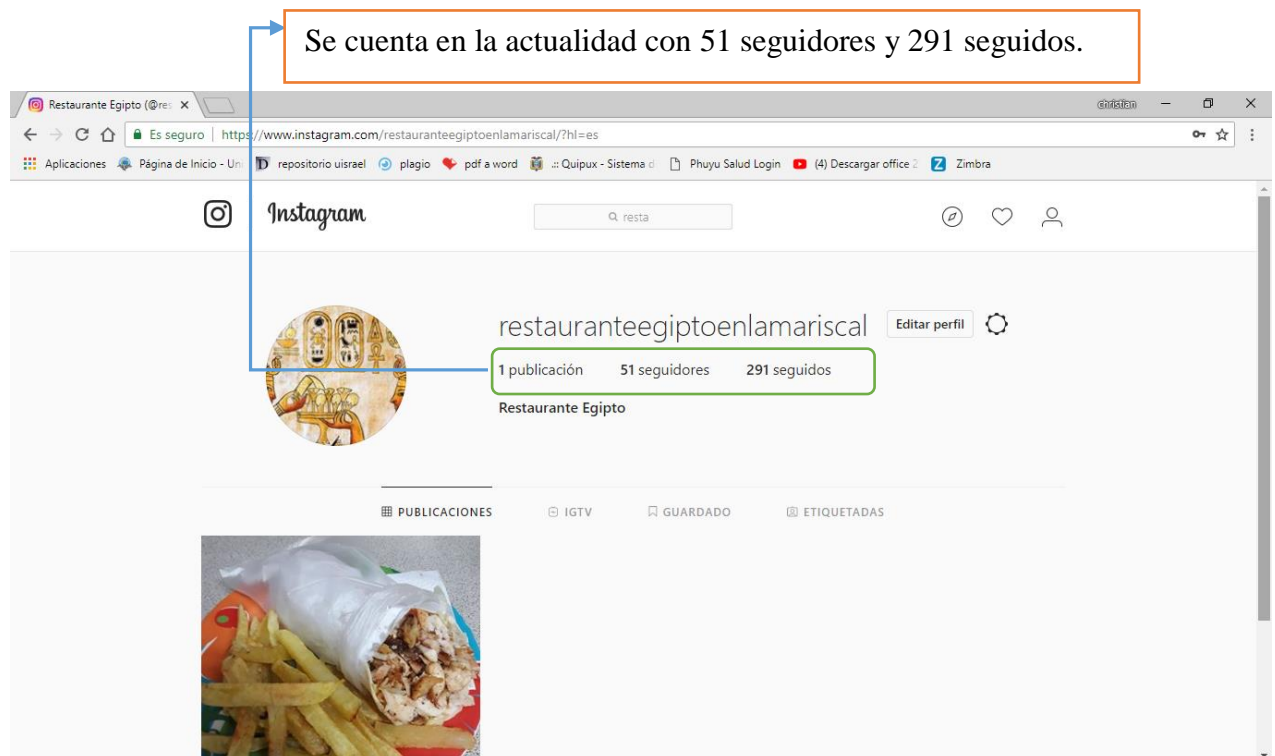 Se cuenta en la actualidad con 51 seguidores y 291 seguidos.
Restaurante Egipto (@res
christian
Es seguro | https://www.instagram.com/restauranteegiptoenlamariscal/?hl=es
Aplicaciones Página de Inicio - Un repositorio uisrael plagio pdf a word .:: Quipux - Sistema d Phuyu Salud Login (4) Descargar office 2 Zimbra
Instagram resta
restauranteegiptoenlamariscal Editar perfil
1 publicación 51 seguidores 291 seguidos
Restaurante Egipto
PUBLICACIONES IGTV GUARDADO ETIQUETADAS